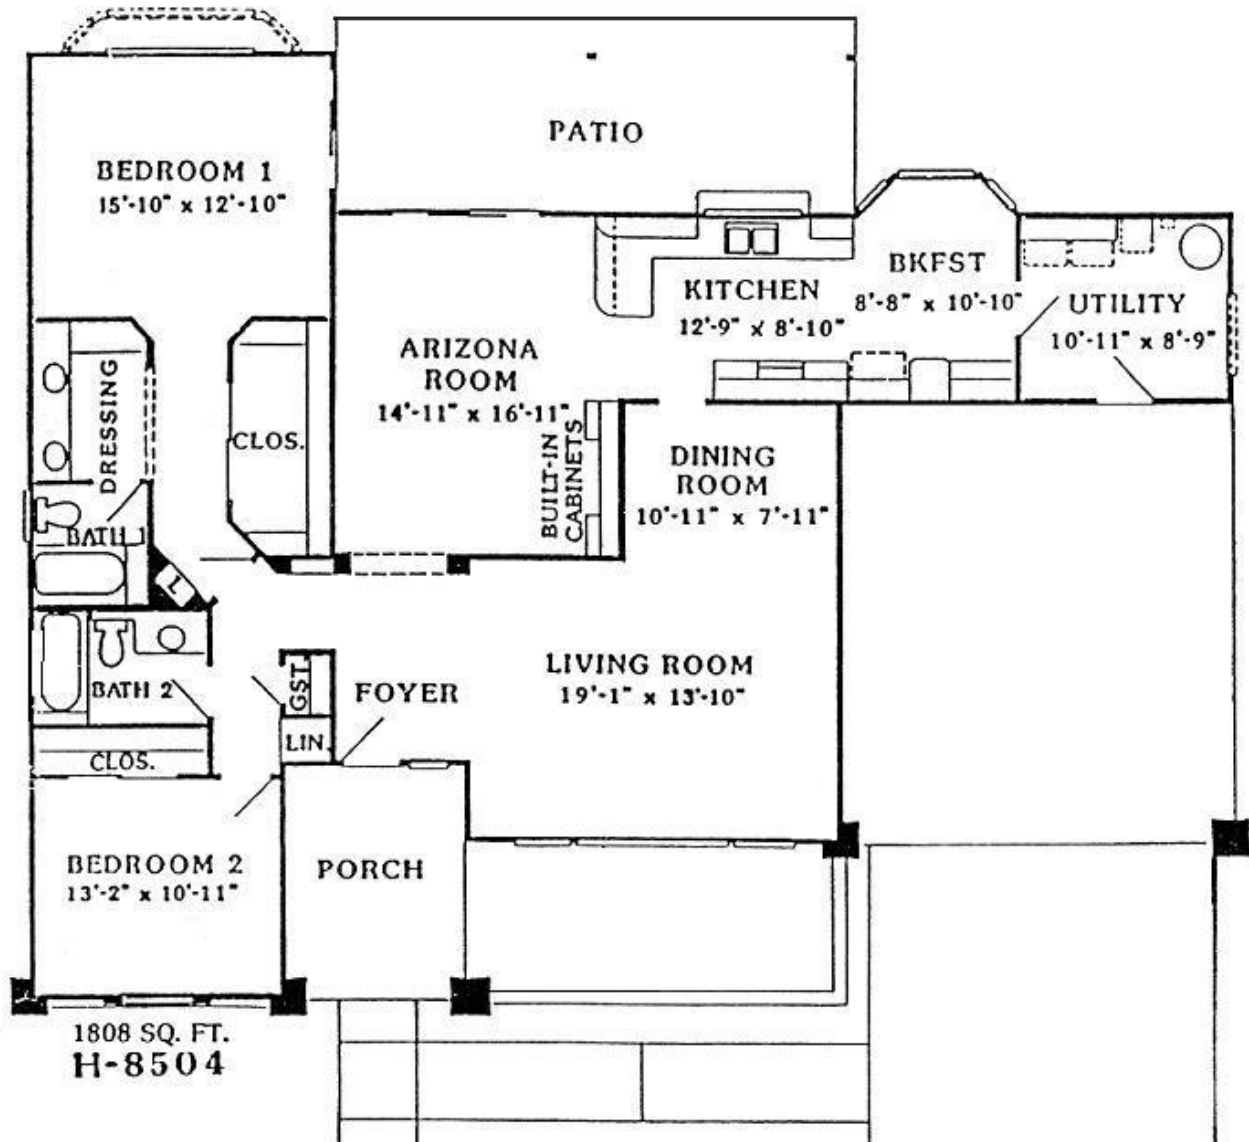 PATIO
BEDROOM 1
15'-10" x 12'-10"
BKFST
8'-8" x 10'-10"
KITCHEN
12'-9" x 8'-10"
UTILITY
10'-11" x 8'-9"
ARIZONA
ROOM
14'-11" x 16'-11"
DRESSING
CLOS.
BUILT-IN
CABINETS
DINING
ROOM
10'-11" x 7'-11"
BATH 1
L
LIVING ROOM
19'-1" x 13'-10"
BATH 2
GST.
FOYER
LIN.
CLOS.
BEDROOM 2
13'-2" x 10'-11"
PORCH
1808 SQ. FT.
H-8504